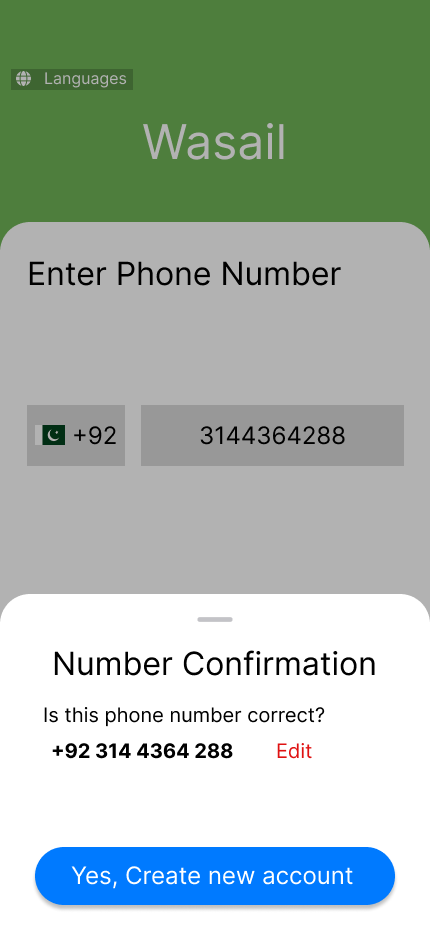 Languages
Wasail
Enter Phone Number
+92 3144364288
Number Confirmation
Is this phone number correct?
+92 314 4364 288 Edit
Yes, Create new account